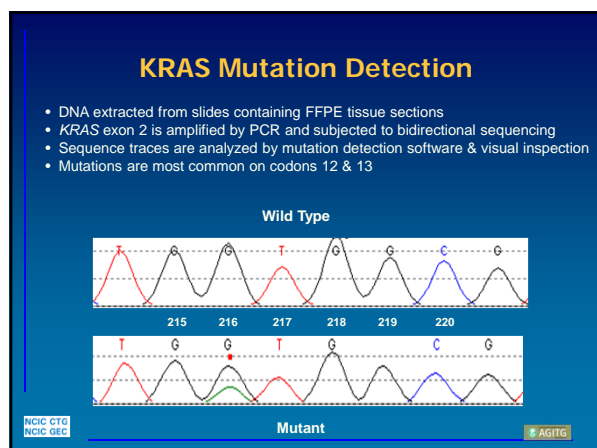 KRAS Mutation Detection
• DNA extracted from slides containing FFPE tissue sections
• KRAS exon 2 is amplified by PCR and subjected to bidirectional sequencing
• Sequence traces are analyzed by mutation detection software & visual inspection
• Mutations are most common on codons 12 & 13
Wild Type
T G G T G G C G
215 216 217 218 219 220
T G G T G C G
Mutant
NCIC CTG
NCIC GEC
AGITG